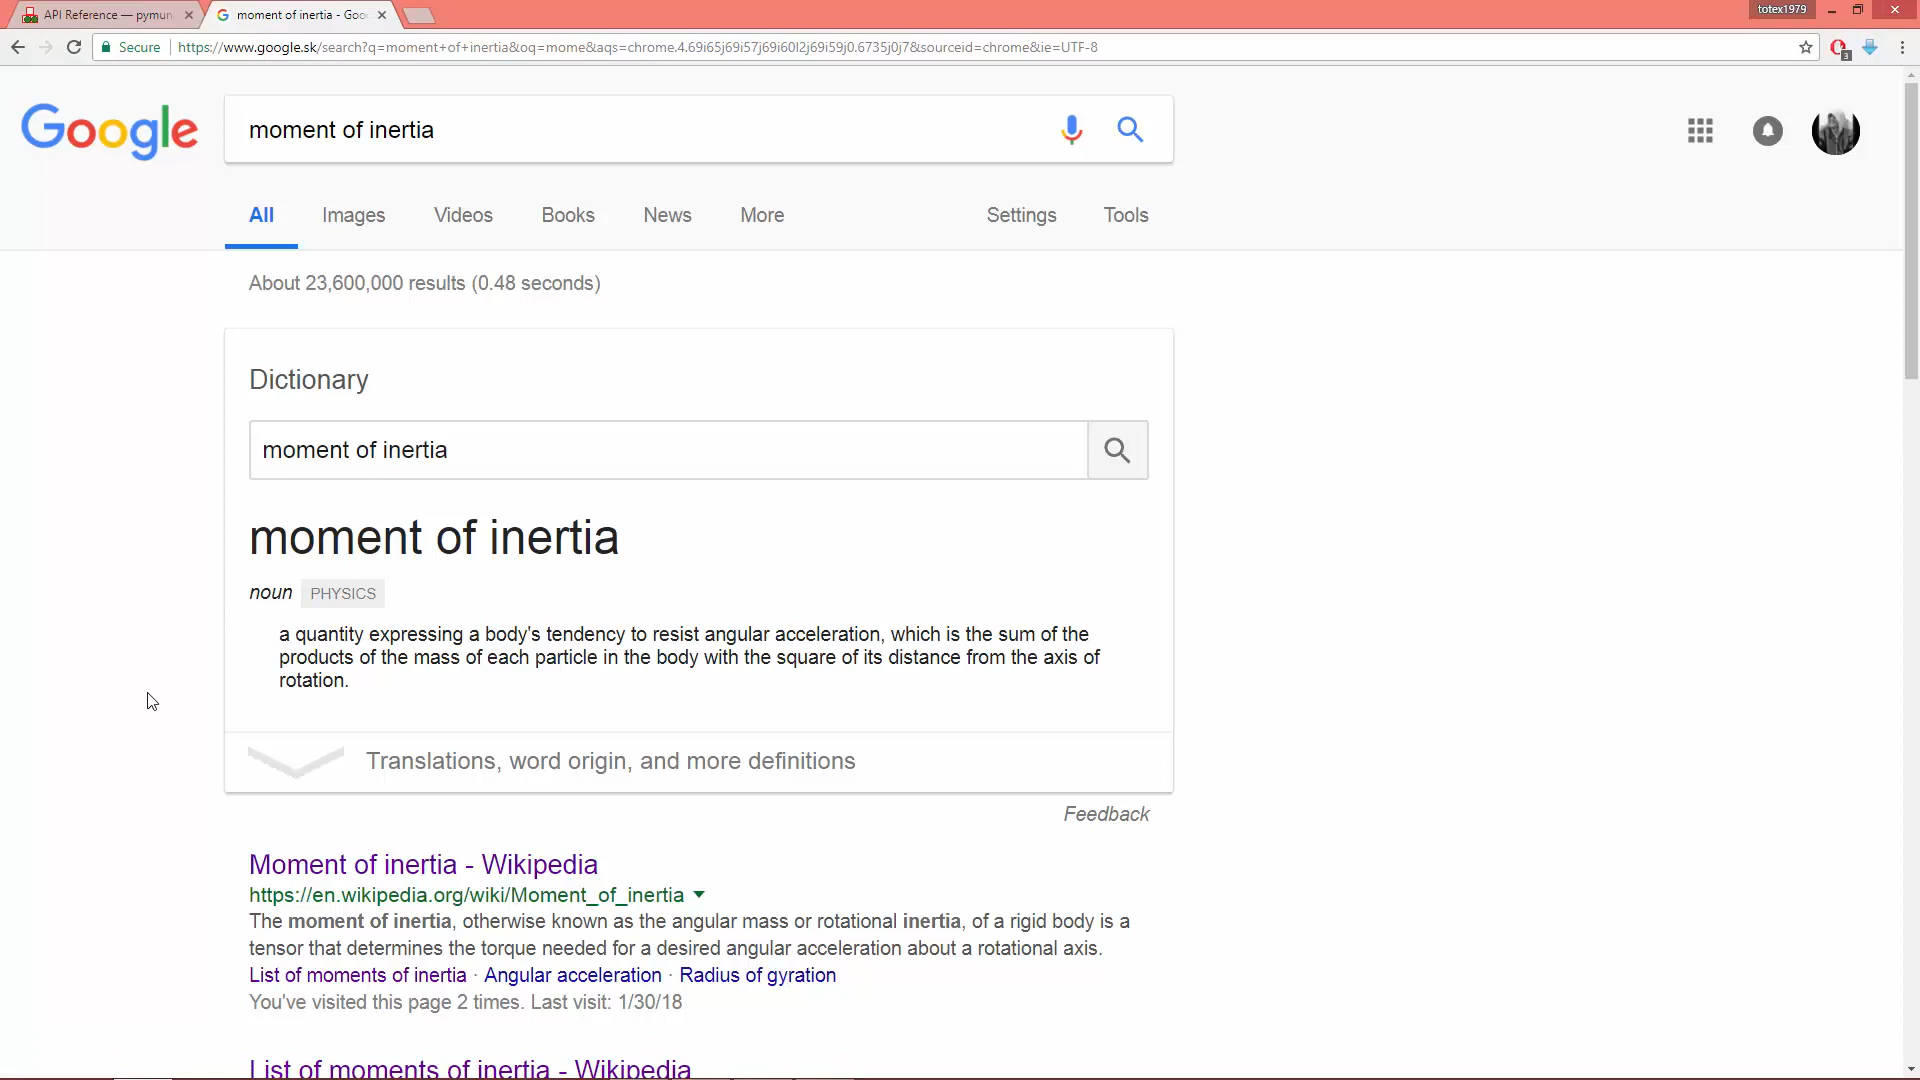 API Reference — pymun
moment of inertia - Goo
totex1979
Secure
https://www.google.sk/search?q=moment+of+inertia&oq=mome&aqs=chrome.4.69i65j69i57j69i60l2j69i59j0.6735j0j7&sourceid=chrome&ie=UTF-8
3
Google
moment of inertia
All Images Videos Books News More Settings Tools
About 23,600,000 results (0.48 seconds)
Dictionary
moment of inertia
moment of inertia
noun PHYSICS
a quantity expressing a body's tendency to resist angular acceleration, which is the sum of the
products of the mass of each particle in the body with the square of its distance from the axis of
rotation.
Translations, word origin, and more definitions
Feedback
Moment of inertia - Wikipedia
https://en.wikipedia.org/wiki/Moment_of_inertia
The moment of inertia, otherwise known as the angular mass or rotational inertia, of a rigid body is a
tensor that determines the torque needed for a desired angular acceleration about a rotational axis.
List of moments of inertia · Angular acceleration · Radius of gyration
You've visited this page 2 times. Last visit: 1/30/18
List of moments of inertia - Wikipedia